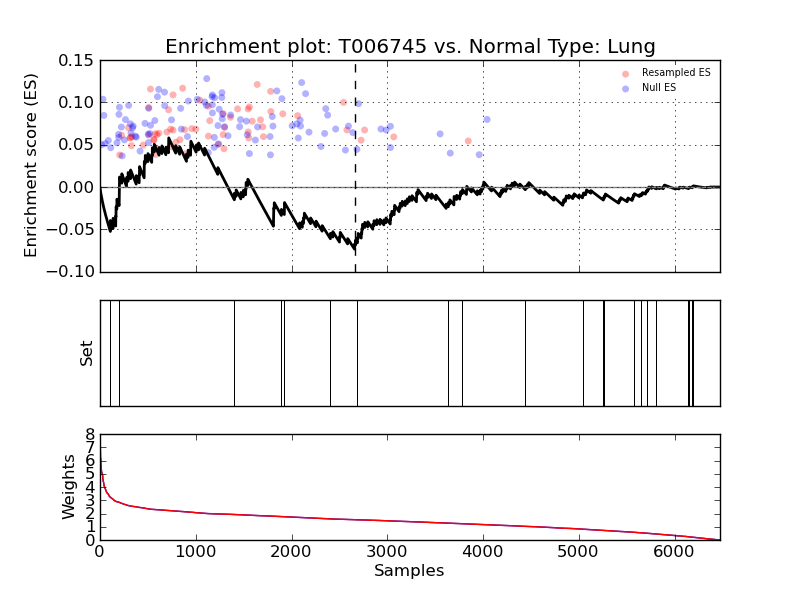 Enrichment plot: T006745 vs. Normal Type: Lung
0.15
0.10
0.05
0.00
−0.05
−0.10
Enrichment score (ES)
Resampled ES
Null ES
Set
8
7
6
5
4
3
2
1
0
Weights
0 1000 2000 3000 4000 5000 6000
Samples